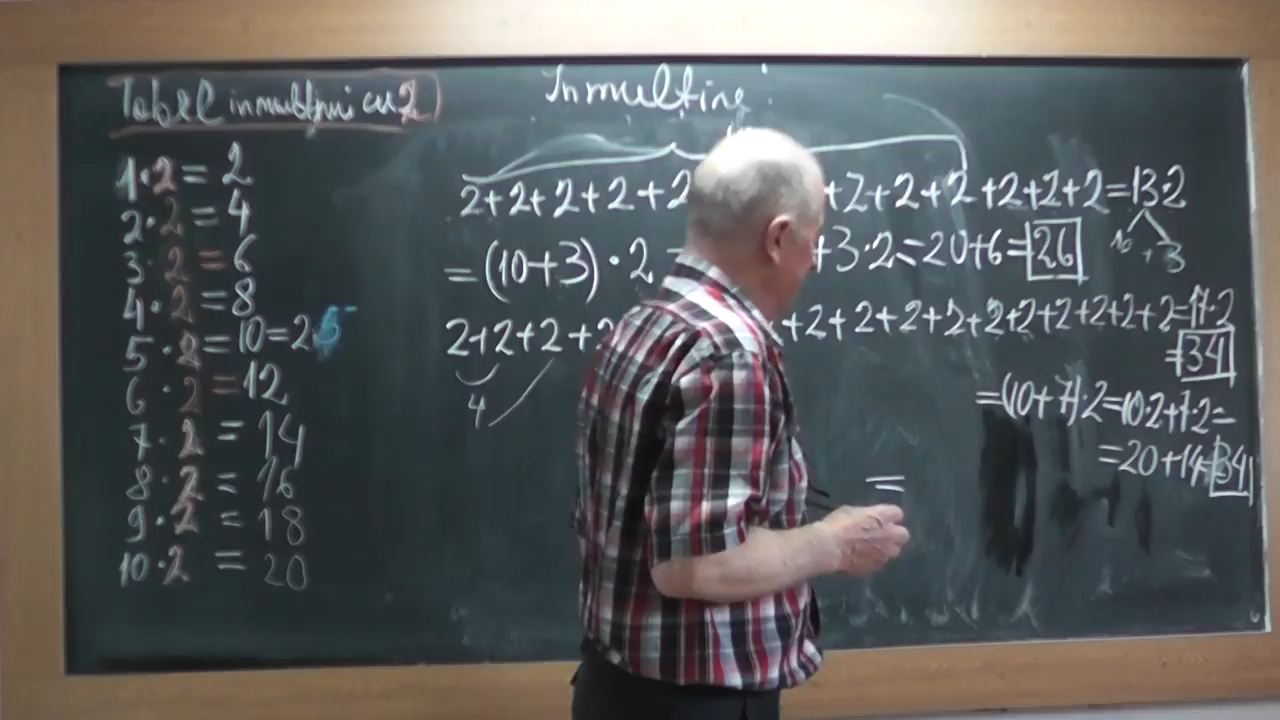 Tabel inmultirii cu 2
1·2 = 2
2·2 = 4
3·2 = 6
4·2 = 8
5·2 = 10 = 2·5
6·2 = 12
7·2 = 14
8·2 = 16
9·2 = 18
10·2 = 20
2+2+2+2+2 +2+2+2+2+2+2=13·2
10 + 3
=(10+3)·2 = +3·2=20+6=26
2+2+2+2 +2+2+2+2+2+2+2+2+2+2=17·2
=34
4
=(10+7)·2=10·2+7·2=
=20+14=34
=